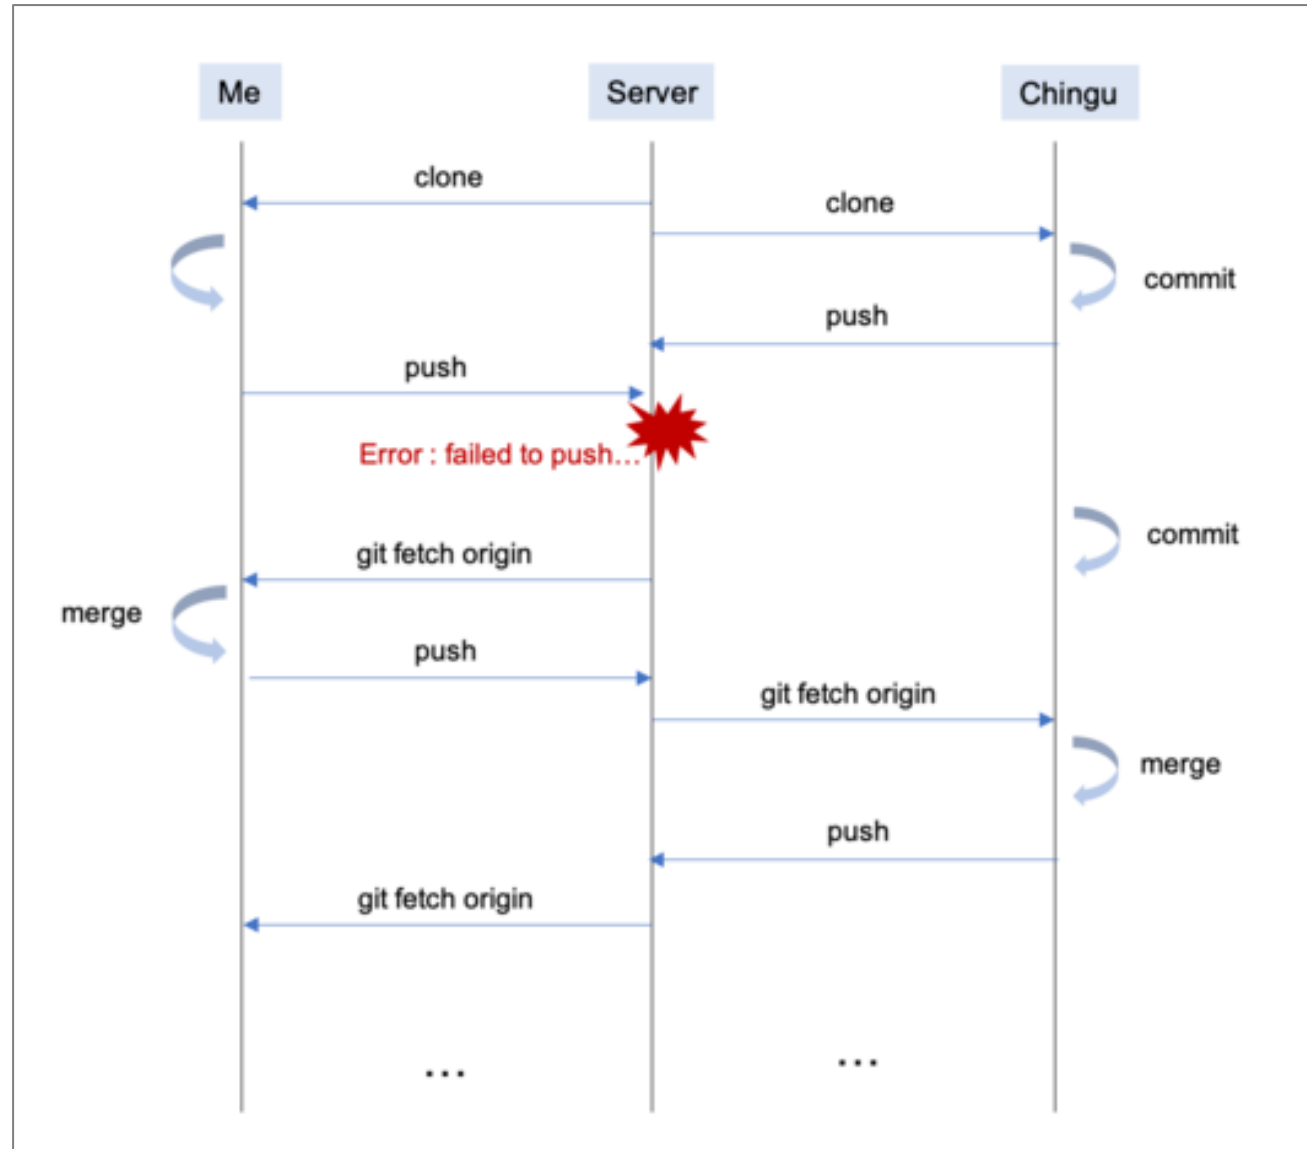 Me
Server
Chingu
clone
clone
commit
push
push
Error : failed to push…
commit
git fetch origin
merge
push
git fetch origin
merge
push
git fetch origin
…
…